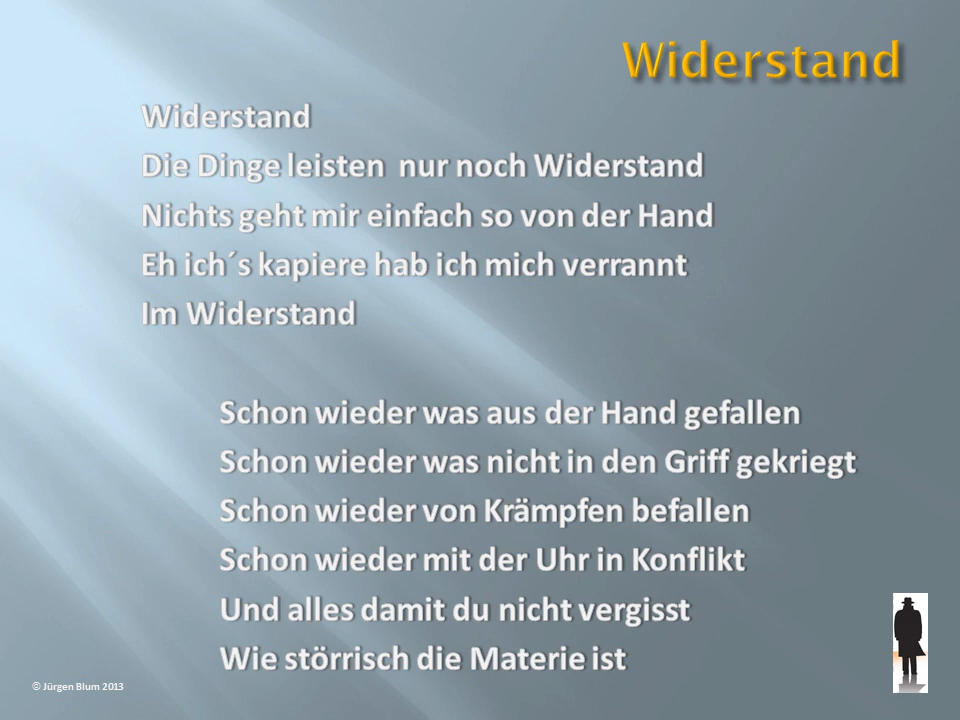 Widerstand
Widerstand
Die Dinge leisten  nur noch Widerstand
Nichts geht mir einfach so von der Hand
Eh ich´s kapiere hab ich mich verrannt
Im Widerstand
Schon wieder was aus der Hand gefallen
Schon wieder was nicht in den Griff gekriegt
Schon wieder von Krämpfen befallen
Schon wieder mit der Uhr in Konflikt
Und alles damit du nicht vergisst
Wie störrisch die Materie ist
© Jürgen Blum 2013